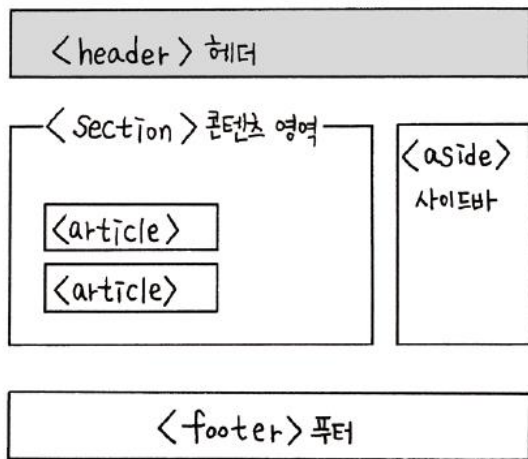 <header> 헤더
<section> 콘텐츠 영역
<article>
<article>
<aside>
사이드바
<footer> 푸터